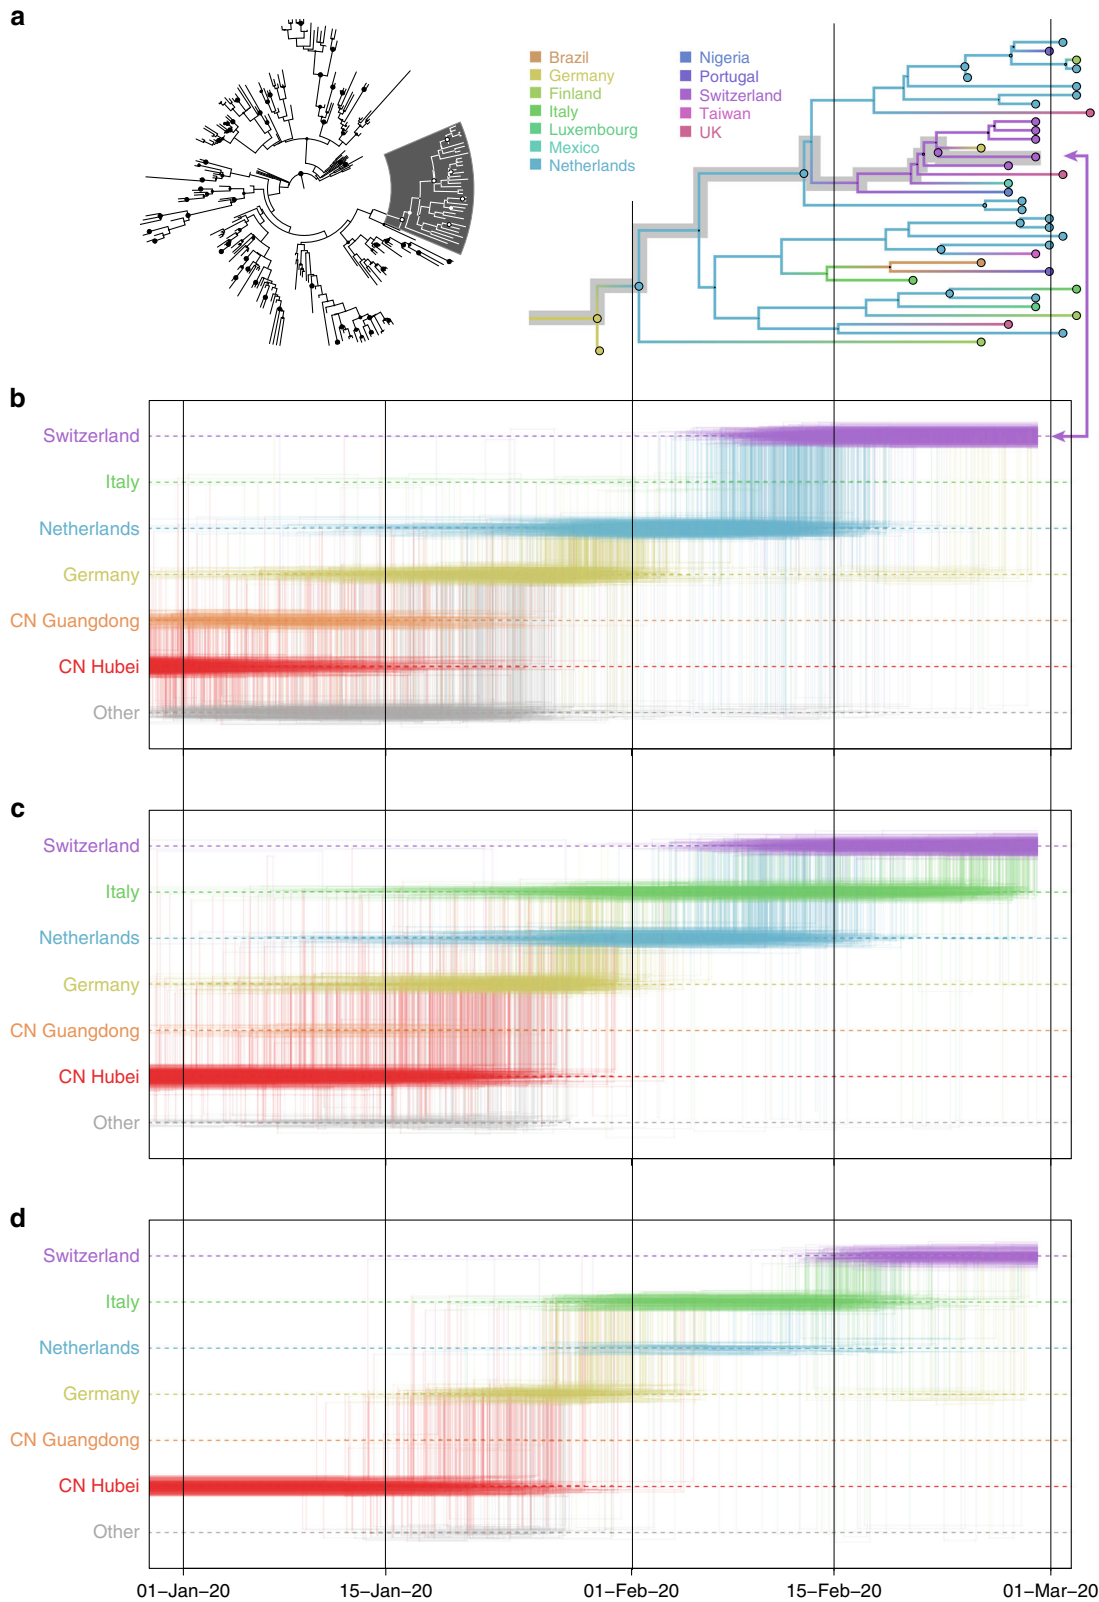 a
Brazil
Germany
Finland
Italy
Luxembourg
Mexico
Netherlands
Nigeria
Portugal
Switzerland
Taiwan
UK
b
Switzerland
Italy
Netherlands
Germany
CN Guangdong
CN Hubei
Other
c
Switzerland
Italy
Netherlands
Germany
CN Guangdong
CN Hubei
Other
d
Switzerland
Italy
Netherlands
Germany
CN Guangdong
CN Hubei
Other
01–Jan–20 15–Jan–20 01–Feb–20 15–Feb–20 01–Mar–20